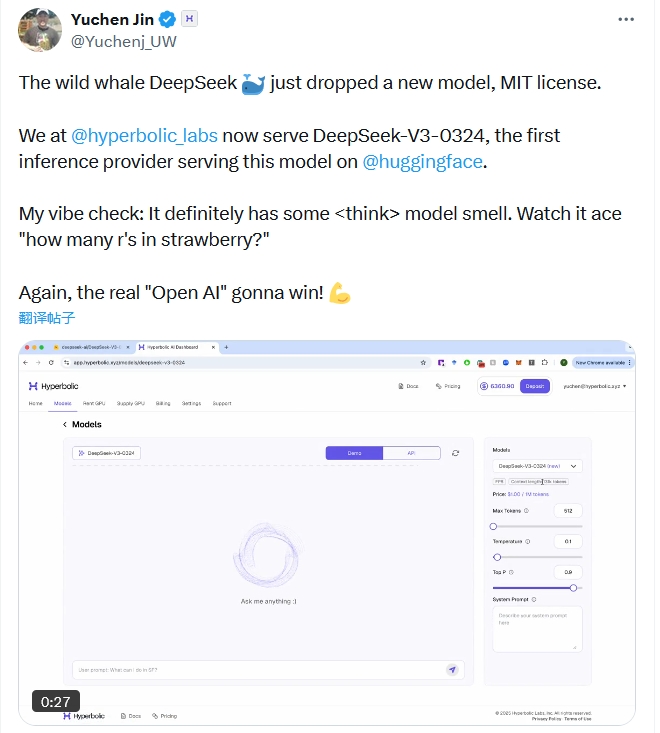 Yuchen Jin
@Yuchenj_UW
The wild whale DeepSeek 🐳 just dropped a new model, MIT license.
We at @hyperbolic_labs now serve DeepSeek-V3-0324, the first
inference provider serving this model on @huggingface.
My vibe check: It definitely has some <think> model smell. Watch it ace
"how many r's in strawberry?"
Again, the real "Open AI" gonna win! 💪
翻译帖子
deepseek-ai/DeepSeek-V3-
Hyperbolic AI Dashboard
app.hyperbolic.xyz/models/deepseek-v3-0324
New Chrome available
Hyperbolic
Docs
Pricing
6360.90
Deposit
yuchen@hyperbolic.xyz
Home Models Rent GPU Supply GPU Billing Settings Support
Models
DeepSeek-V3-0324
Demo
API
Ask me anything :)
User prompt: What can I do in SF?
Models
DeepSeek-V3-0324 (new)
FP8
Context length: 131k tokens
Price: $1.00 / 1M tokens
Max Tokens
512
Temperature
0.1
Top P
0.9
System Prompt
Describe your system prompt
here
0:27
Hyperbolic
Docs
Pricing
© 2025 Hyperbolic Labs, Inc. All rights reserved.
Privacy Policy Terms of Use